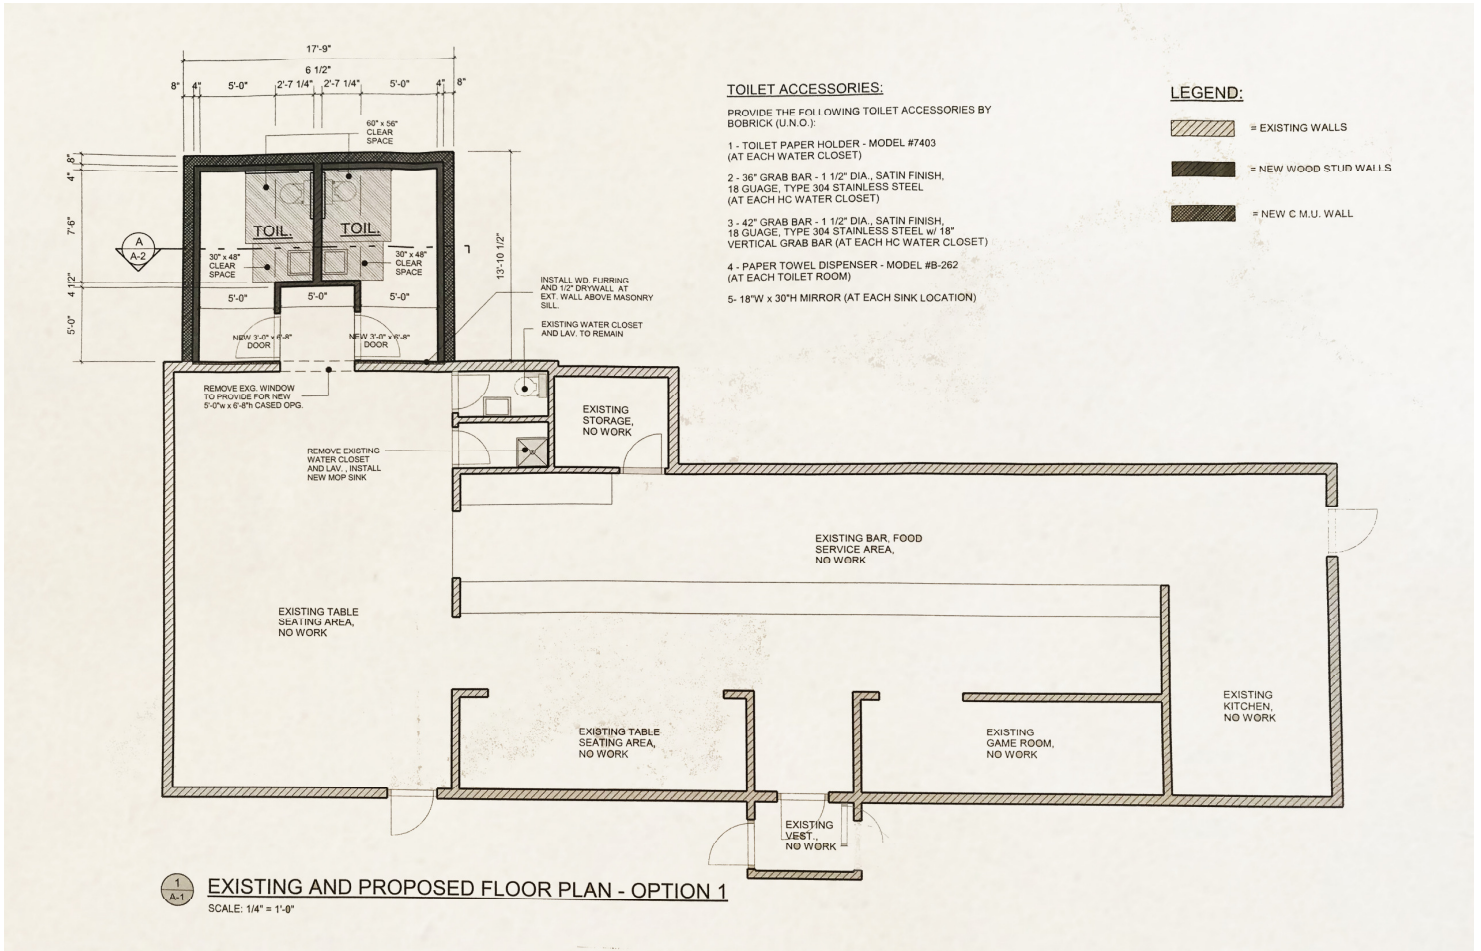 17'-9"
6 1/2"
8" 4" 5'-0" 2'-7 1/4" 2'-7 1/4" 5'-0" 4" 8"
60" x 56"
CLEAR
SPACE
8"
4"
7'-6"
4 1/2"
5'-0"
13'-10 1/2"
A
A-2
TOIL.
TOIL.
30" x 48"
CLEAR
SPACE
30" x 48"
CLEAR
SPACE
5'-0" 5'-0" 5'-0"
NEW 3'-0" x 6'-8"
DOOR
NEW 3'-0" x 6'-8"
DOOR
INSTALL WD. FURRING
AND 1/2" DRYWALL AT
EXT. WALL ABOVE MASONRY
SILL.
EXISTING WATER CLOSET
AND LAV. TO REMAIN
REMOVE EXG. WINDOW
TO PROVIDE FOR NEW
5'-0"w x 6'-8"h CASED OPG.
REMOVE EXISTING
WATER CLOSET
AND LAV. , INSTALL
NEW MOP SINK
TOILET ACCESSORIES:
PROVIDE THE FOLLOWING TOILET ACCESSORIES BY
BOBRICK (U.N.O.):
1 - TOILET PAPER HOLDER - MODEL #7403
(AT EACH WATER CLOSET)
2 - 36" GRAB BAR - 1 1/2" DIA., SATIN FINISH,
18 GUAGE, TYPE 304 STAINLESS STEEL
(AT EACH HC WATER CLOSET)
3 - 42" GRAB BAR - 1 1/2" DIA., SATIN FINISH,
18 GUAGE, TYPE 304 STAINLESS STEEL w/ 18"
VERTICAL GRAB BAR (AT EACH HC WATER CLOSET)
4 - PAPER TOWEL DISPENSER - MODEL #B-262
(AT EACH TOILET ROOM)
5- 18"W x 30"H MIRROR (AT EACH SINK LOCATION)
LEGEND:
= EXISTING WALLS
= NEW WOOD STUD WALLS
= NEW C.M.U. WALL
EXISTING
STORAGE,
NO WORK
EXISTING BAR, FOOD
SERVICE AREA,
NO WORK
EXISTING TABLE
SEATING AREA,
NO WORK
EXISTING TABLE
SEATING AREA,
NO WORK
EXISTING
GAME ROOM,
NO WORK
EXISTING
KITCHEN,
NO WORK
EXISTING
VEST.,
NO WORK
1
A-1
EXISTING AND PROPOSED FLOOR PLAN - OPTION 1
SCALE: 1/4" = 1'-0"